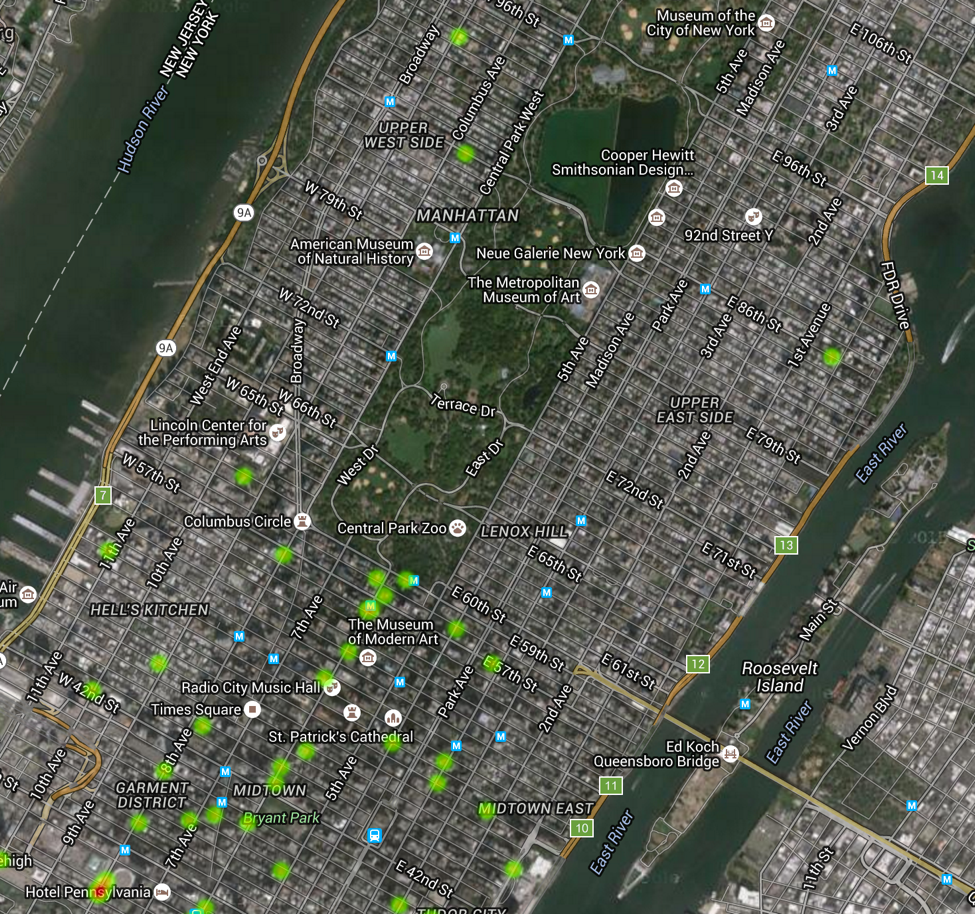 W 96th St
Museum of the
City of New York
E 106th St
NEW JERSEY
NEW YORK
Broadway
5th Ave
Madison Ave
Hudson River
Columbus Ave
3rd Ave
UPPER
WEST SIDE
Central Park West
Cooper Hewitt
Smithsonian Design...
E 96th St
14
W 79th St
9A
MANHATTAN
92nd Street Y
2nd Ave
American Museum
of Natural History
Neue Galerie New York
The Metropolitan
Museum of Art
Park Ave
E 86th St
FDR Drive
W 72nd St
Broadway
9A
West End Ave
5th Ave
Madison Ave
3rd Ave
1st Avenue
W 65th St
W 66th St
Terrace Dr
UPPER
EAST SIDE
Lincoln Center for
the Performing Arts
E 79th St
East River
W 57th St
West Dr
East Dr
2nd Ave
E 72nd St
7
Columbus Circle
Central Park Zoo
LENOX HILL
11th Ave
10th Ave
E 65th St
E 71st St
13
Air
um
HELL'S KITCHEN
7th Ave
E 60th St
Main St
The Museum
of Modern Art
E 59th St
E 57th St
E 61st St
12
Roosevelt
Island
11th Ave
W 42nd St
Radio City Music Hall
Park Ave
2nd Ave
Vernon Blvd
Times Square
St. Patrick's Cathedral
East River
8th Ave
Ed Koch
Queensboro Bridge
10th Ave
5th Ave
GARMENT
DISTRICT
MIDTOWN
11
Bryant Park
MIDTOWN EAST
9th Ave
7th Ave
10
East River
ehigh
E 42nd St
11th St
Hotel Pennsylvania
TUDOR CITY